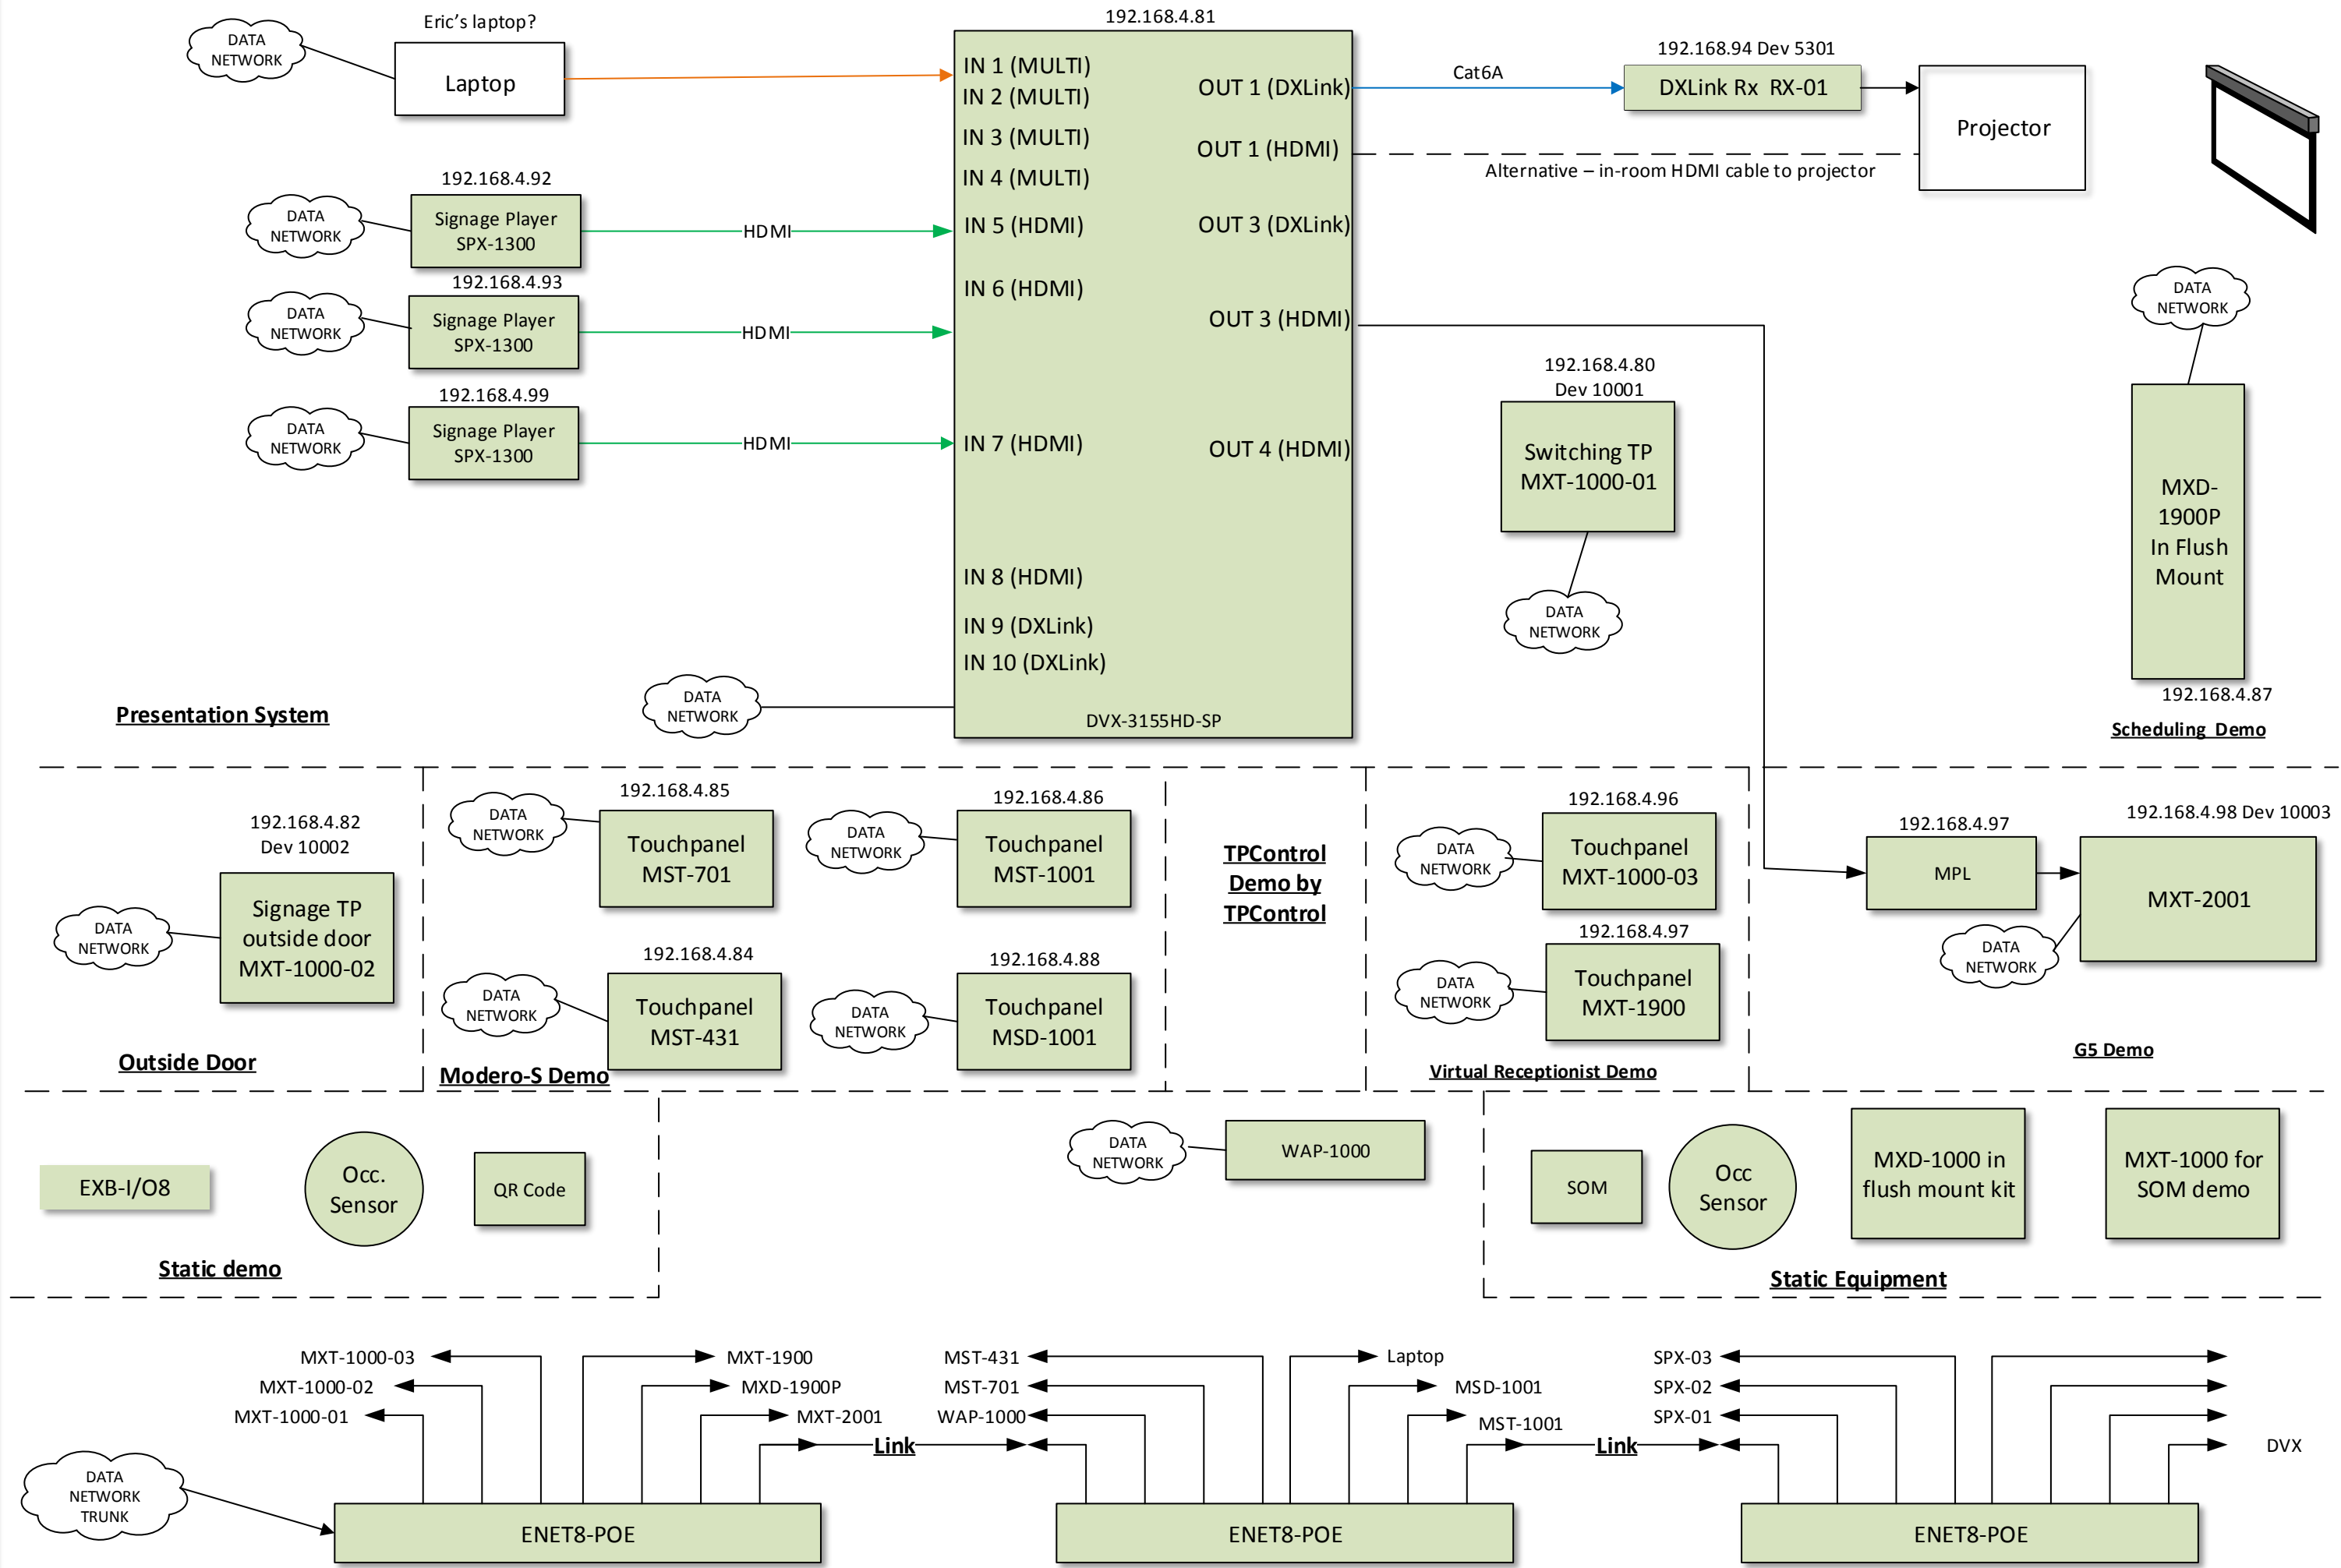 Eric’s laptop?
DATA
NETWORK
Laptop
192.168.4.81
IN 1 (MULTI)
IN 2 (MULTI)
IN 3 (MULTI)
IN 4 (MULTI)
IN 5 (HDMI)
IN 6 (HDMI)
IN 7 (HDMI)
IN 8 (HDMI)
IN 9 (DXLink)
IN 10 (DXLink)
OUT 1 (DXLink)
OUT 1 (HDMI)
OUT 3 (DXLink)
OUT 3 (HDMI)
OUT 4 (HDMI)
DVX-3155HD-SP
DATA
NETWORK
Cat6A
192.168.94 Dev 5301
DXLink Rx  RX-01
Projector
Alternative – in-room HDMI cable to projector
192.168.4.92
DATA
NETWORK
Signage Player
SPX-1300
HDMI
192.168.4.93
DATA
NETWORK
Signage Player
SPX-1300
HDMI
192.168.4.99
DATA
NETWORK
Signage Player
SPX-1300
HDMI
192.168.4.80
Dev 10001
Switching TP
MXT-1000-01
DATA
NETWORK
DATA
NETWORK
MXD-
1900P
In Flush
Mount
192.168.4.87
Scheduling  Demo
Presentation System
192.168.4.82
Dev 10002
DATA
NETWORK
Signage TP
outside door
MXT-1000-02
Outside Door
192.168.4.85
DATA
NETWORK
Touchpanel
MST-701
192.168.4.86
DATA
NETWORK
Touchpanel
MST-1001
192.168.4.84
DATA
NETWORK
Touchpanel
MST-431
192.168.4.88
DATA
NETWORK
Touchpanel
MSD-1001
Modero-S Demo
TPControl
Demo by
TPControl
192.168.4.96
DATA
NETWORK
Touchpanel
MXT-1000-03
192.168.4.97
DATA
NETWORK
Touchpanel
MXT-1900
Virtual Receptionist Demo
192.168.4.97
MPL
192.168.4.98 Dev 10003
MXT-2001
DATA
NETWORK
G5 Demo
EXB-I/O8
Occ.
Sensor
QR Code
Static demo
DATA
NETWORK
WAP-1000
SOM
Occ
Sensor
MXD-1000 in
flush mount kit
MXT-1000 for
SOM demo
Static Equipment
MXT-1000-03
MXT-1000-02
MXT-1000-01
MXT-1900
MXD-1900P
MXT-2001
Link
DATA
NETWORK
TRUNK
ENET8-POE
MST-431
MST-701
WAP-1000
Laptop
MSD-1001
MST-1001
Link
ENET8-POE
SPX-03
SPX-02
SPX-01
DVX
ENET8-POE